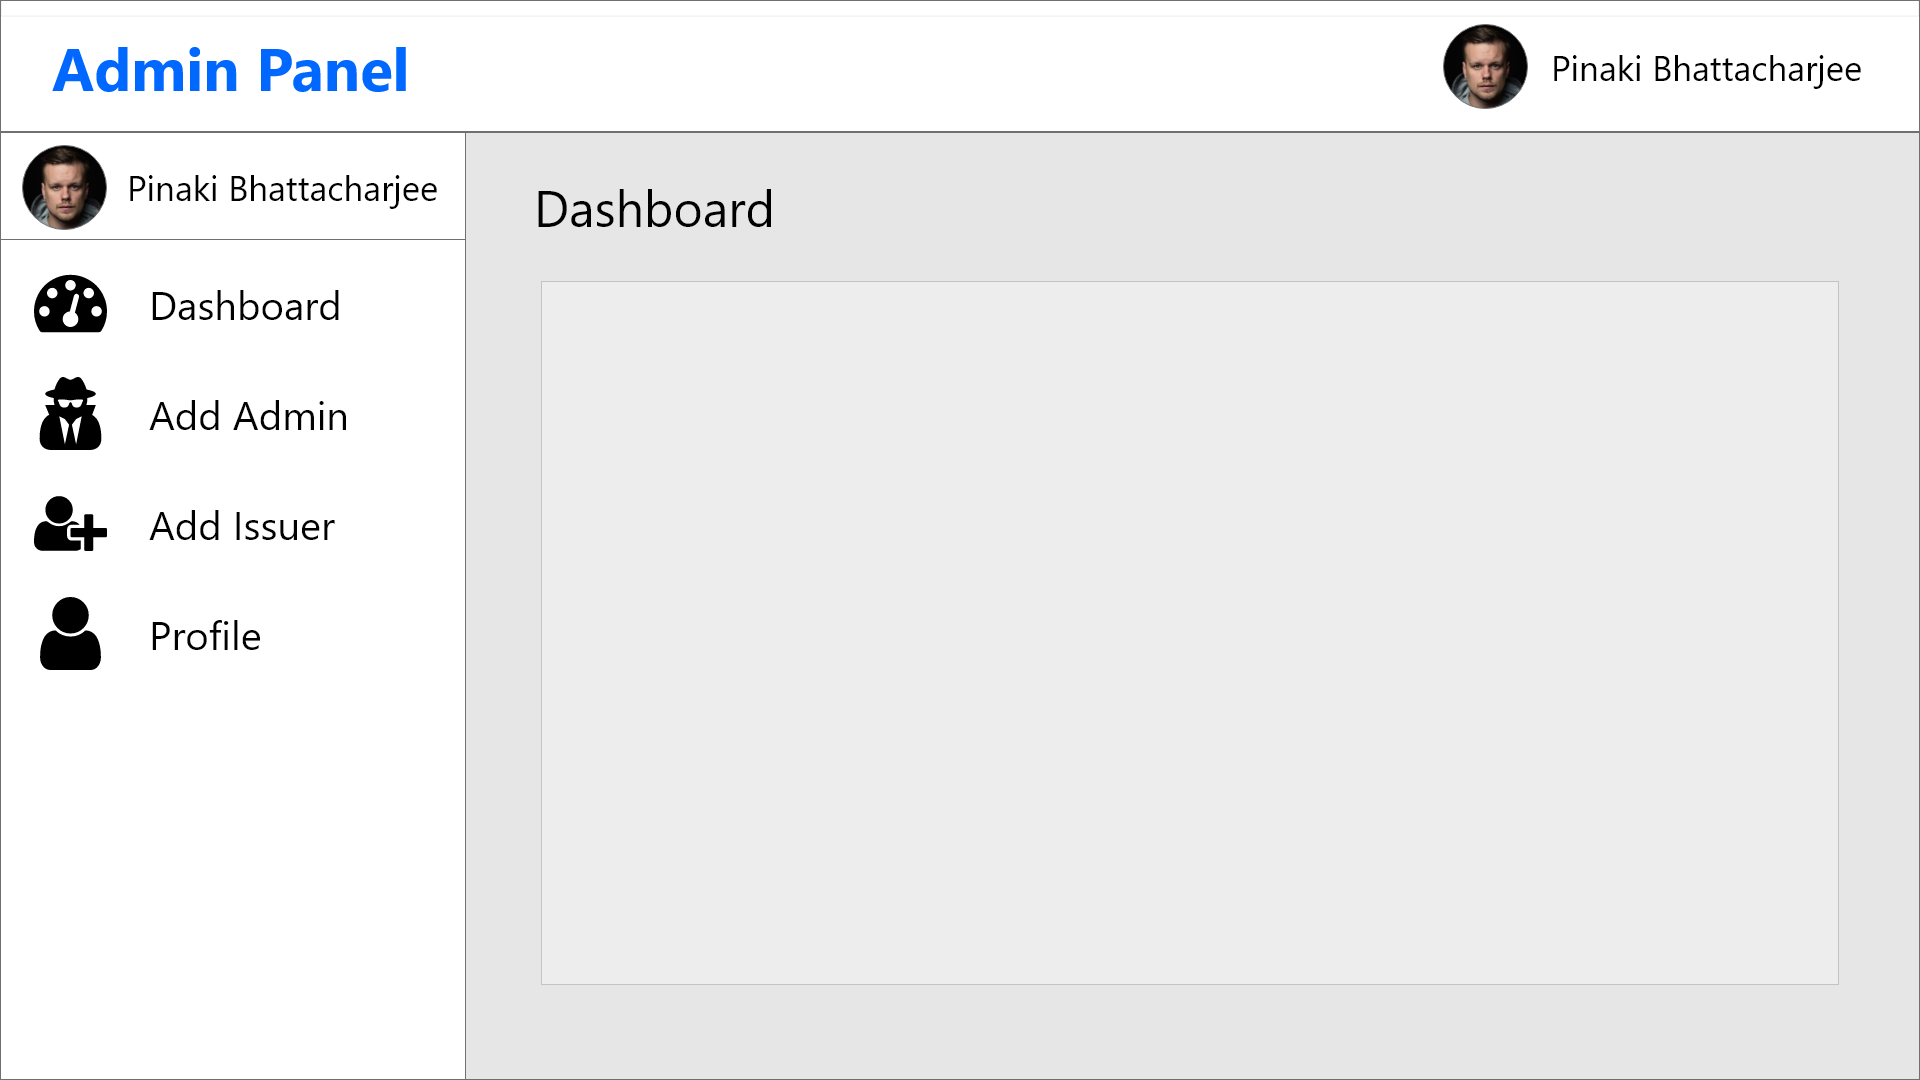 Admin Panel
Pinaki Bhattacharjee
Pinaki Bhattacharjee
Dashboard
Add Admin
Add Issuer
Profile
Dashboard